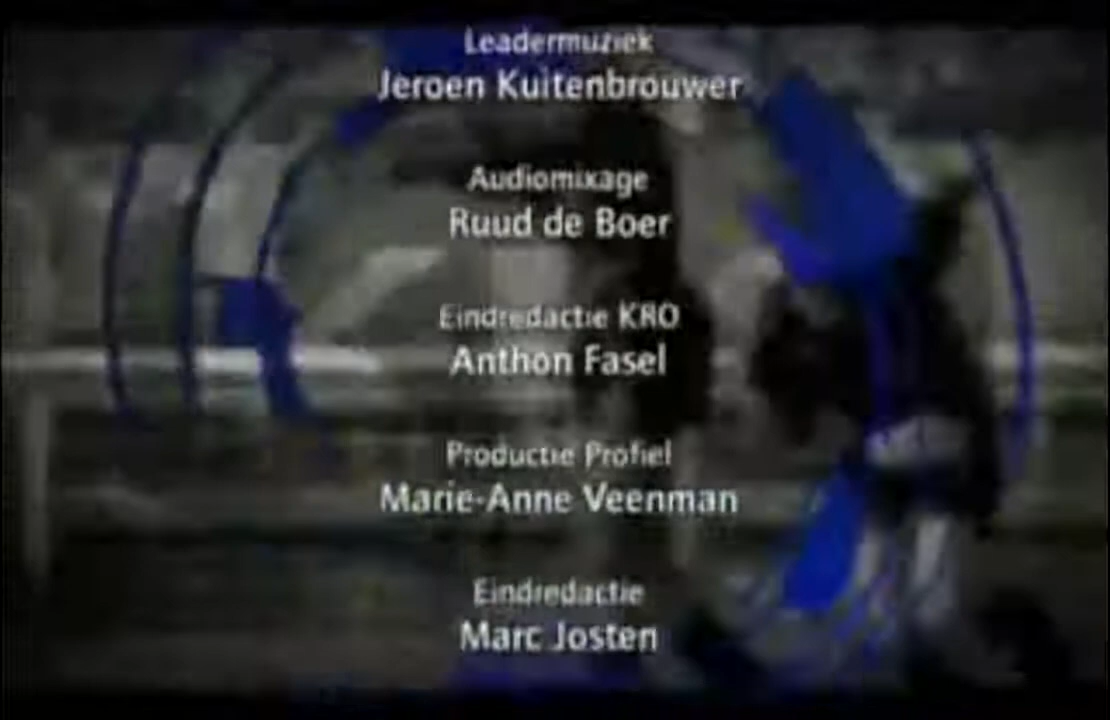 Leadermuziek
Jeroen Kuitenbrouwer
Audiomixage
Ruud de Boer
Eindredactie KRO
Anthon Fasel
Productie Profiel
Marie-Anne Veenman
Eindredactie
Marc Josten